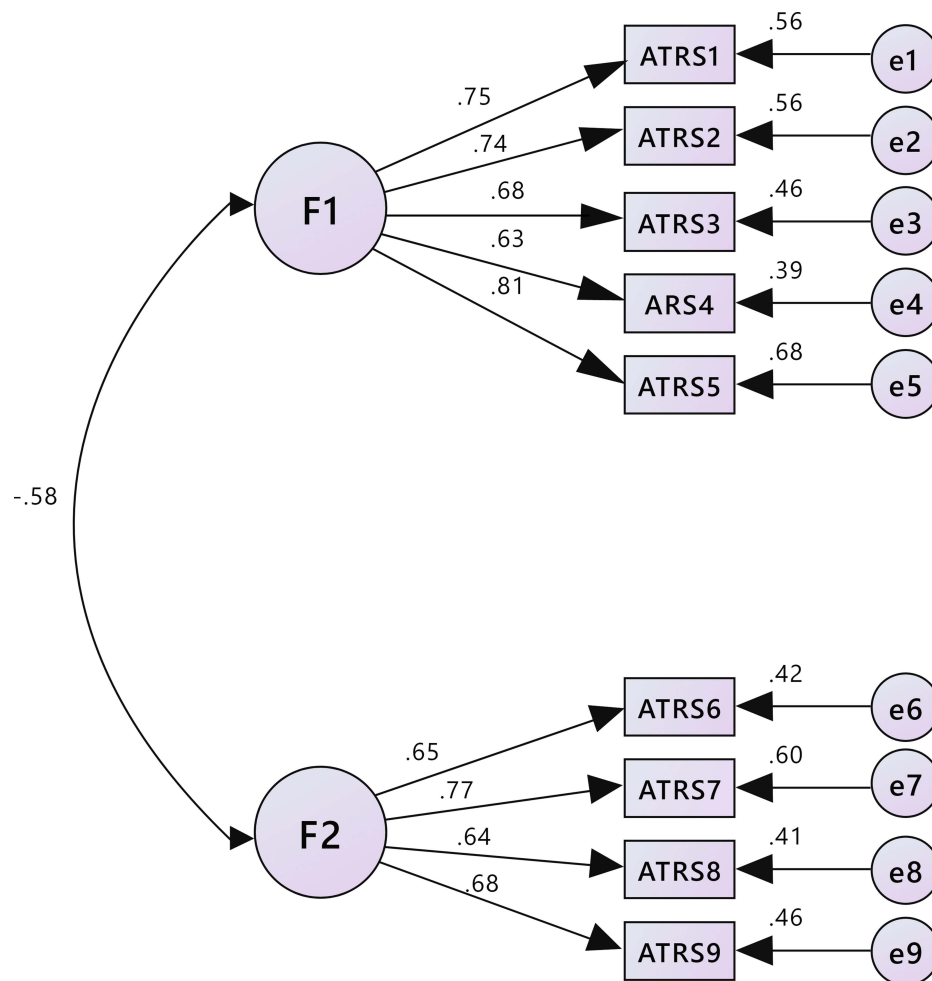 .56
ATRS1
e1
.75
.56
ATRS2
e2
.74
F1
.68
.46
ATRS3
e3
.63
.39
ARS4
e4
.81
.68
ATRS5
e5
-.58
.42
ATRS6
e6
.65
.60
ATRS7
e7
.77
F2
.64
.41
ATRS8
e8
.68
.46
ATRS9
e9